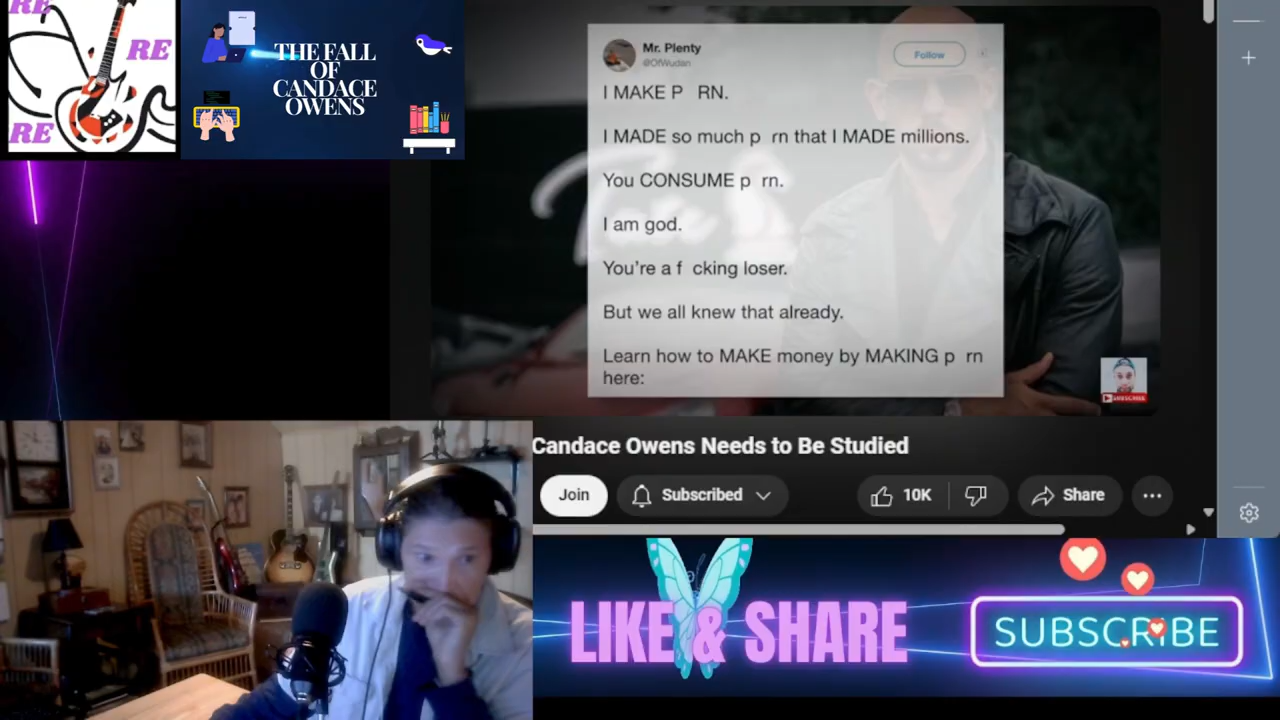 RE
RE
RE
THE FALL
OF
CANDACE
OWENS
Mr. Plenty
@OfWudan
Follow
I MAKE P RN.
I MADE so much p rn that I MADE millions.
You CONSUME p rn.
I am god.
You're a f cking loser.
But we all knew that already.
Learn how to MAKE money by MAKING p rn
here:
SUBSCRIBE
Candace Owens Needs to Be Studied
Join
Subscribed
10K
Share
LIKE & SHARE
SUBSCRIBE